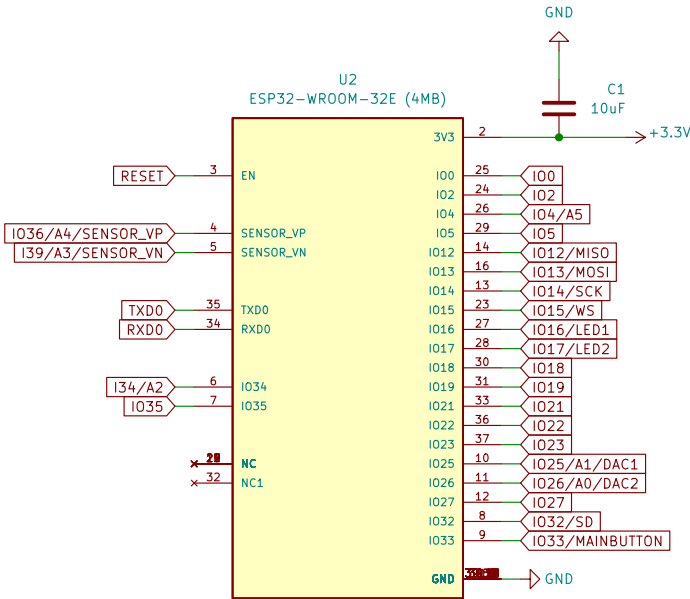 GND
U2
ESP32-WROOM-32E (4MB)
C1
10uF
3V3 2 +3.3V
RESET 3 EN
IO0 25 IO0
IO2 24 IO2
IO4 26 IO4/A5
IO36/A4/SENSOR_VP 4 SENSOR_VP IO5 29 IO5
I39/A3/SENSOR_VN 5 SENSOR_VN IO12 14 IO12/MISO
IO13 16 IO13/MOSI
IO14 13 IO14/SCK
TXD0 35 TXD0 IO15 23 IO15/WS
RXD0 34 RXD0 IO16 27 IO16/LED1
IO17 28 IO17/LED2
IO18 30 IO18
I34/A2 6 IO34 IO19 31 IO19
IO35 7 IO35 IO21 33 IO21
IO22 36 IO22
IO23 37 IO23
NC IO25 10 IO25/A1/DAC1
32 NC1 IO26 11 IO26/A0/DAC2
IO27 12 IO27
IO32 8 IO32/SD
IO33 9 IO33/MAINBUTTON
GND GND